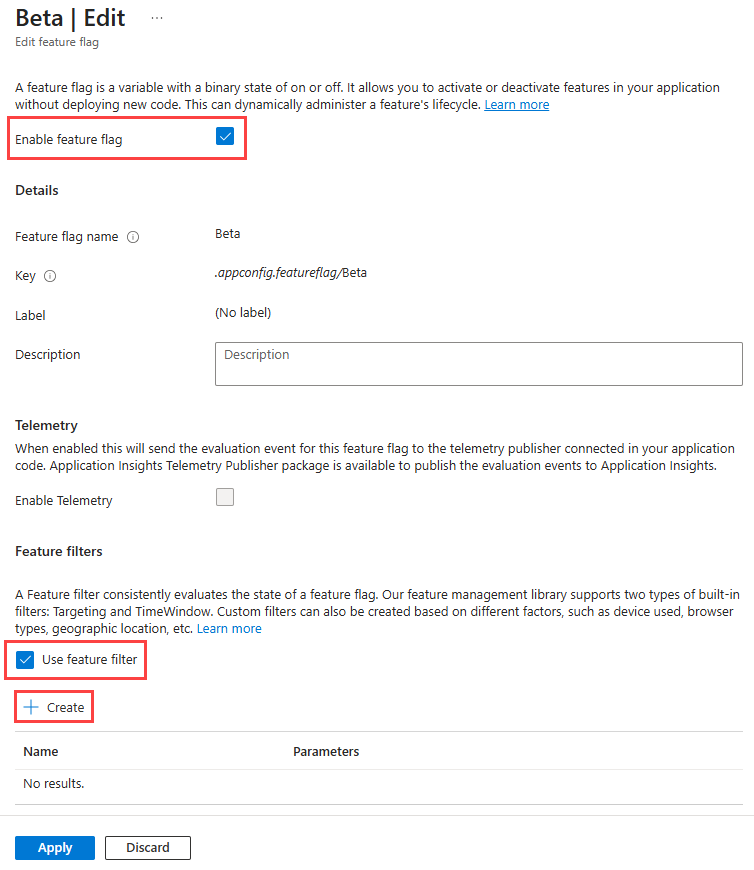 Beta | Edit ...
Edit feature flag
A feature flag is a variable with a binary state of on or off. It allows you to activate or deactivate features in your application
without deploying new code. This can dynamically administer a feature's lifecycle. Learn more
Enable feature flag
Details
Feature flag name
Beta
Key
.appconfig.featureflag/Beta
Label
(No label)
Description
Description
Telemetry
When enabled this will send the evaluation event for this feature flag to the telemetry publisher connected in your application
code. Application Insights Telemetry Publisher package is available to publish the evaluation events to Application Insights.
Enable Telemetry
Feature filters
A Feature filter consistently evaluates the state of a feature flag. Our feature management library supports two types of built-in
filters: Targeting and TimeWindow. Custom filters can also be created based on different factors, such as device used, browser
types, geographic location, etc. Learn more
Use feature filter
Create
Name Parameters
No results.
Apply Discard